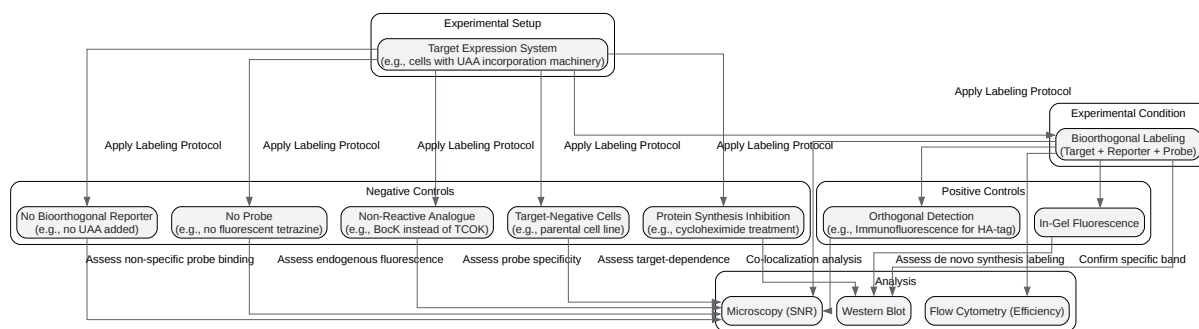 Experimental Setup
Target Expression System
(e.g., cells with UAA incorporation machinery)
Apply Labeling Protocol
Experimental Condition
Bioorthogonal Labeling
(Target + Reporter + Probe)
Apply Labeling Protocol
Apply Labeling Protocol
Apply Labeling Protocol
Apply Labeling Protocol
Apply Labeling Protocol
Negative Controls
Positive Controls
No Bioorthogonal Reporter
(e.g., no UAA added)
No Probe
(e.g., no fluorescent tetrazine)
Non-Reactive Analogue
(e.g., BocK instead of TCOK)
Target-Negative Cells
(e.g., parental cell line)
Protein Synthesis Inhibition
(e.g., cycloheximide treatment)
Orthogonal Detection
(e.g., Immunofluorescence for HA-tag)
In-Gel Fluorescence
Assess non-specific probe binding
Assess endogenous fluorescence
Assess probe specificity
Assess target-dependence
Co-localization analysis
Assess de novo synthesis labeling
Confirm specific band
Analysis
Microscopy (SNR)
Western Blot
Flow Cytometry (Efficiency)